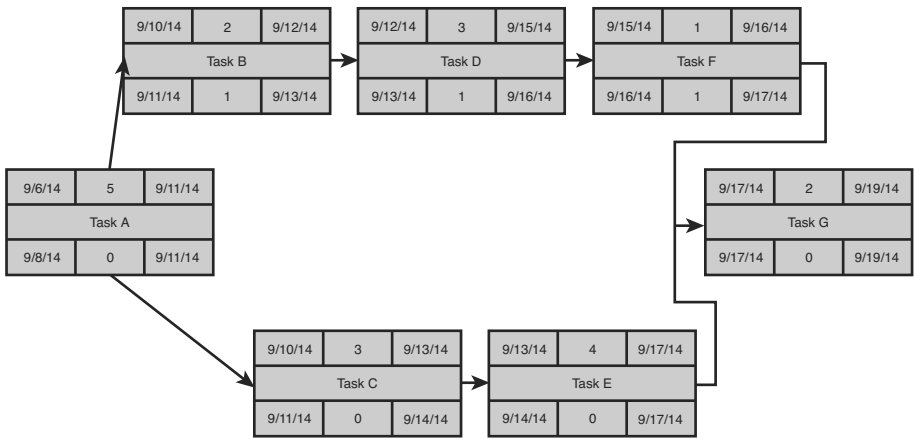 9/10/14 2 9/12/14
Task B
9/11/14 1 9/13/14
9/12/14 3 9/15/14
Task D
9/13/14 1 9/16/14
9/15/14 1 9/16/14
Task F
9/16/14 1 9/17/14
9/6/14 5 9/11/14
Task A
9/8/14 0 9/11/14
9/17/14 2 9/19/14
Task G
9/17/14 0 9/19/14
9/10/14 3 9/13/14
Task C
9/11/14 0 9/14/14
9/13/14 4 9/17/14
Task E
9/14/14 0 9/17/14